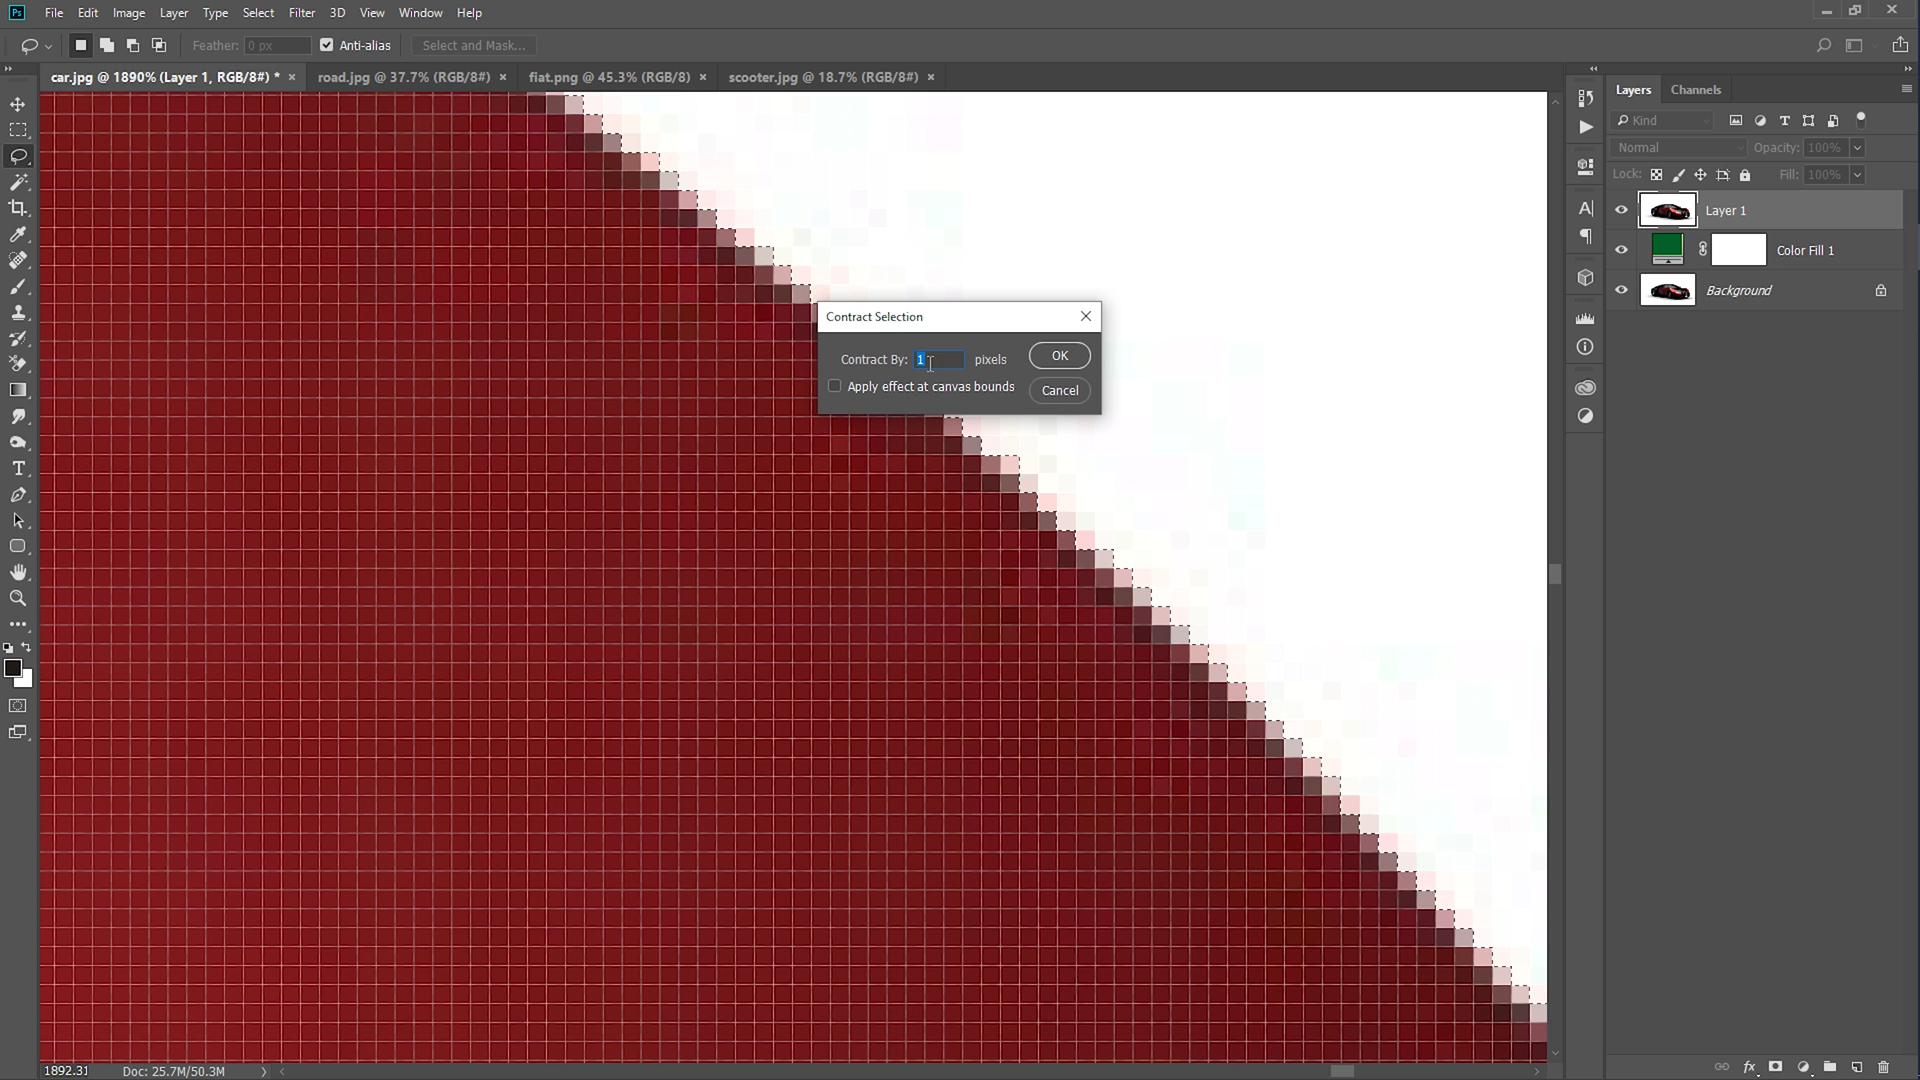 Ps File Edit Image Layer Type Select Filter 3D View Window Help
Feather: 0 px Anti-alias Select and Mask...
car.jpg @ 1890% (Layer 1, RGB/8#) * × road.jpg @ 37.7% (RGB/8#) × fiat.png @ 45.3% (RGB/8) × scooter.jpg @ 18.7% (RGB/8#) ×
Layers Channels
Kind
Normal Opacity: 100%
Lock: Fill: 100%
Layer 1
Color Fill 1
Background
Contract Selection
Contract By: 1 pixels OK
Apply effect at canvas bounds Cancel
1892.31 Doc: 25.7M/50.3M